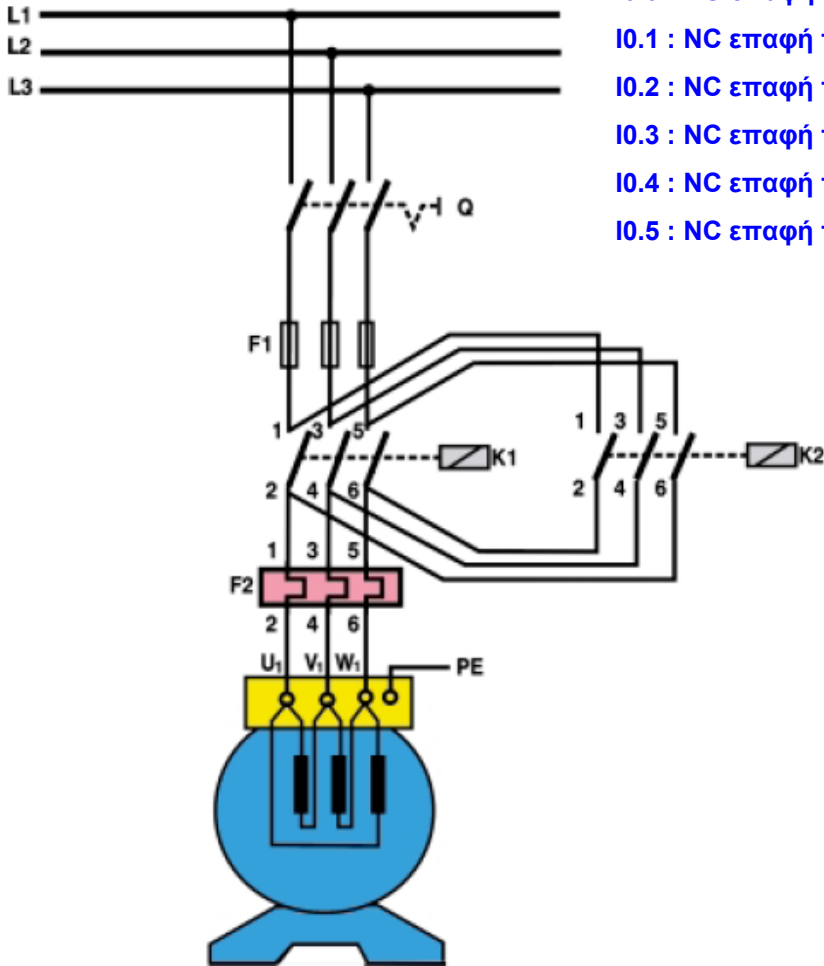 L1
L2
L3
I0.1 : NC επαφή
I0.2 : NC επαφή
I0.3 : NC επαφή
I0.4 : NC επαφή
I0.5 : NC επαφή
Q
F1
1 3 5
1 3 5
K1
K2
2 4 6
2 4 6
1 3 5
F2
2 4 6
U1 V1 W1
PE